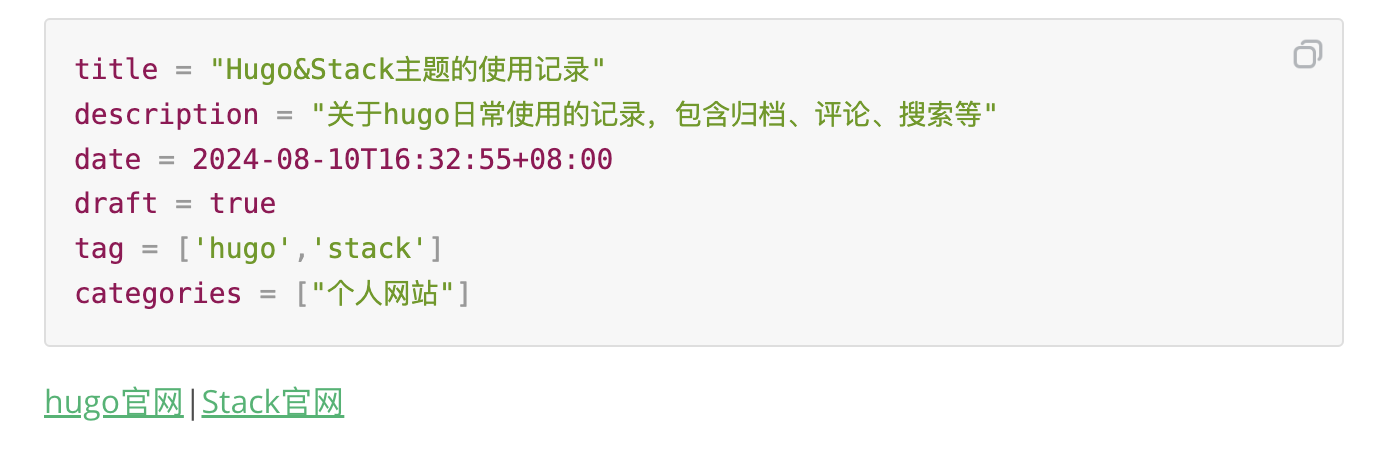 title = "Hugo&Stack主题的使用记录"
description = "关于hugo日常使用的记录，包含归档、评论、搜索等"
date = 2024-08-10T16:32:55+08:00
draft = true
tag = ['hugo','stack']
categories = ["个人网站"]
hugo官网|Stack官网